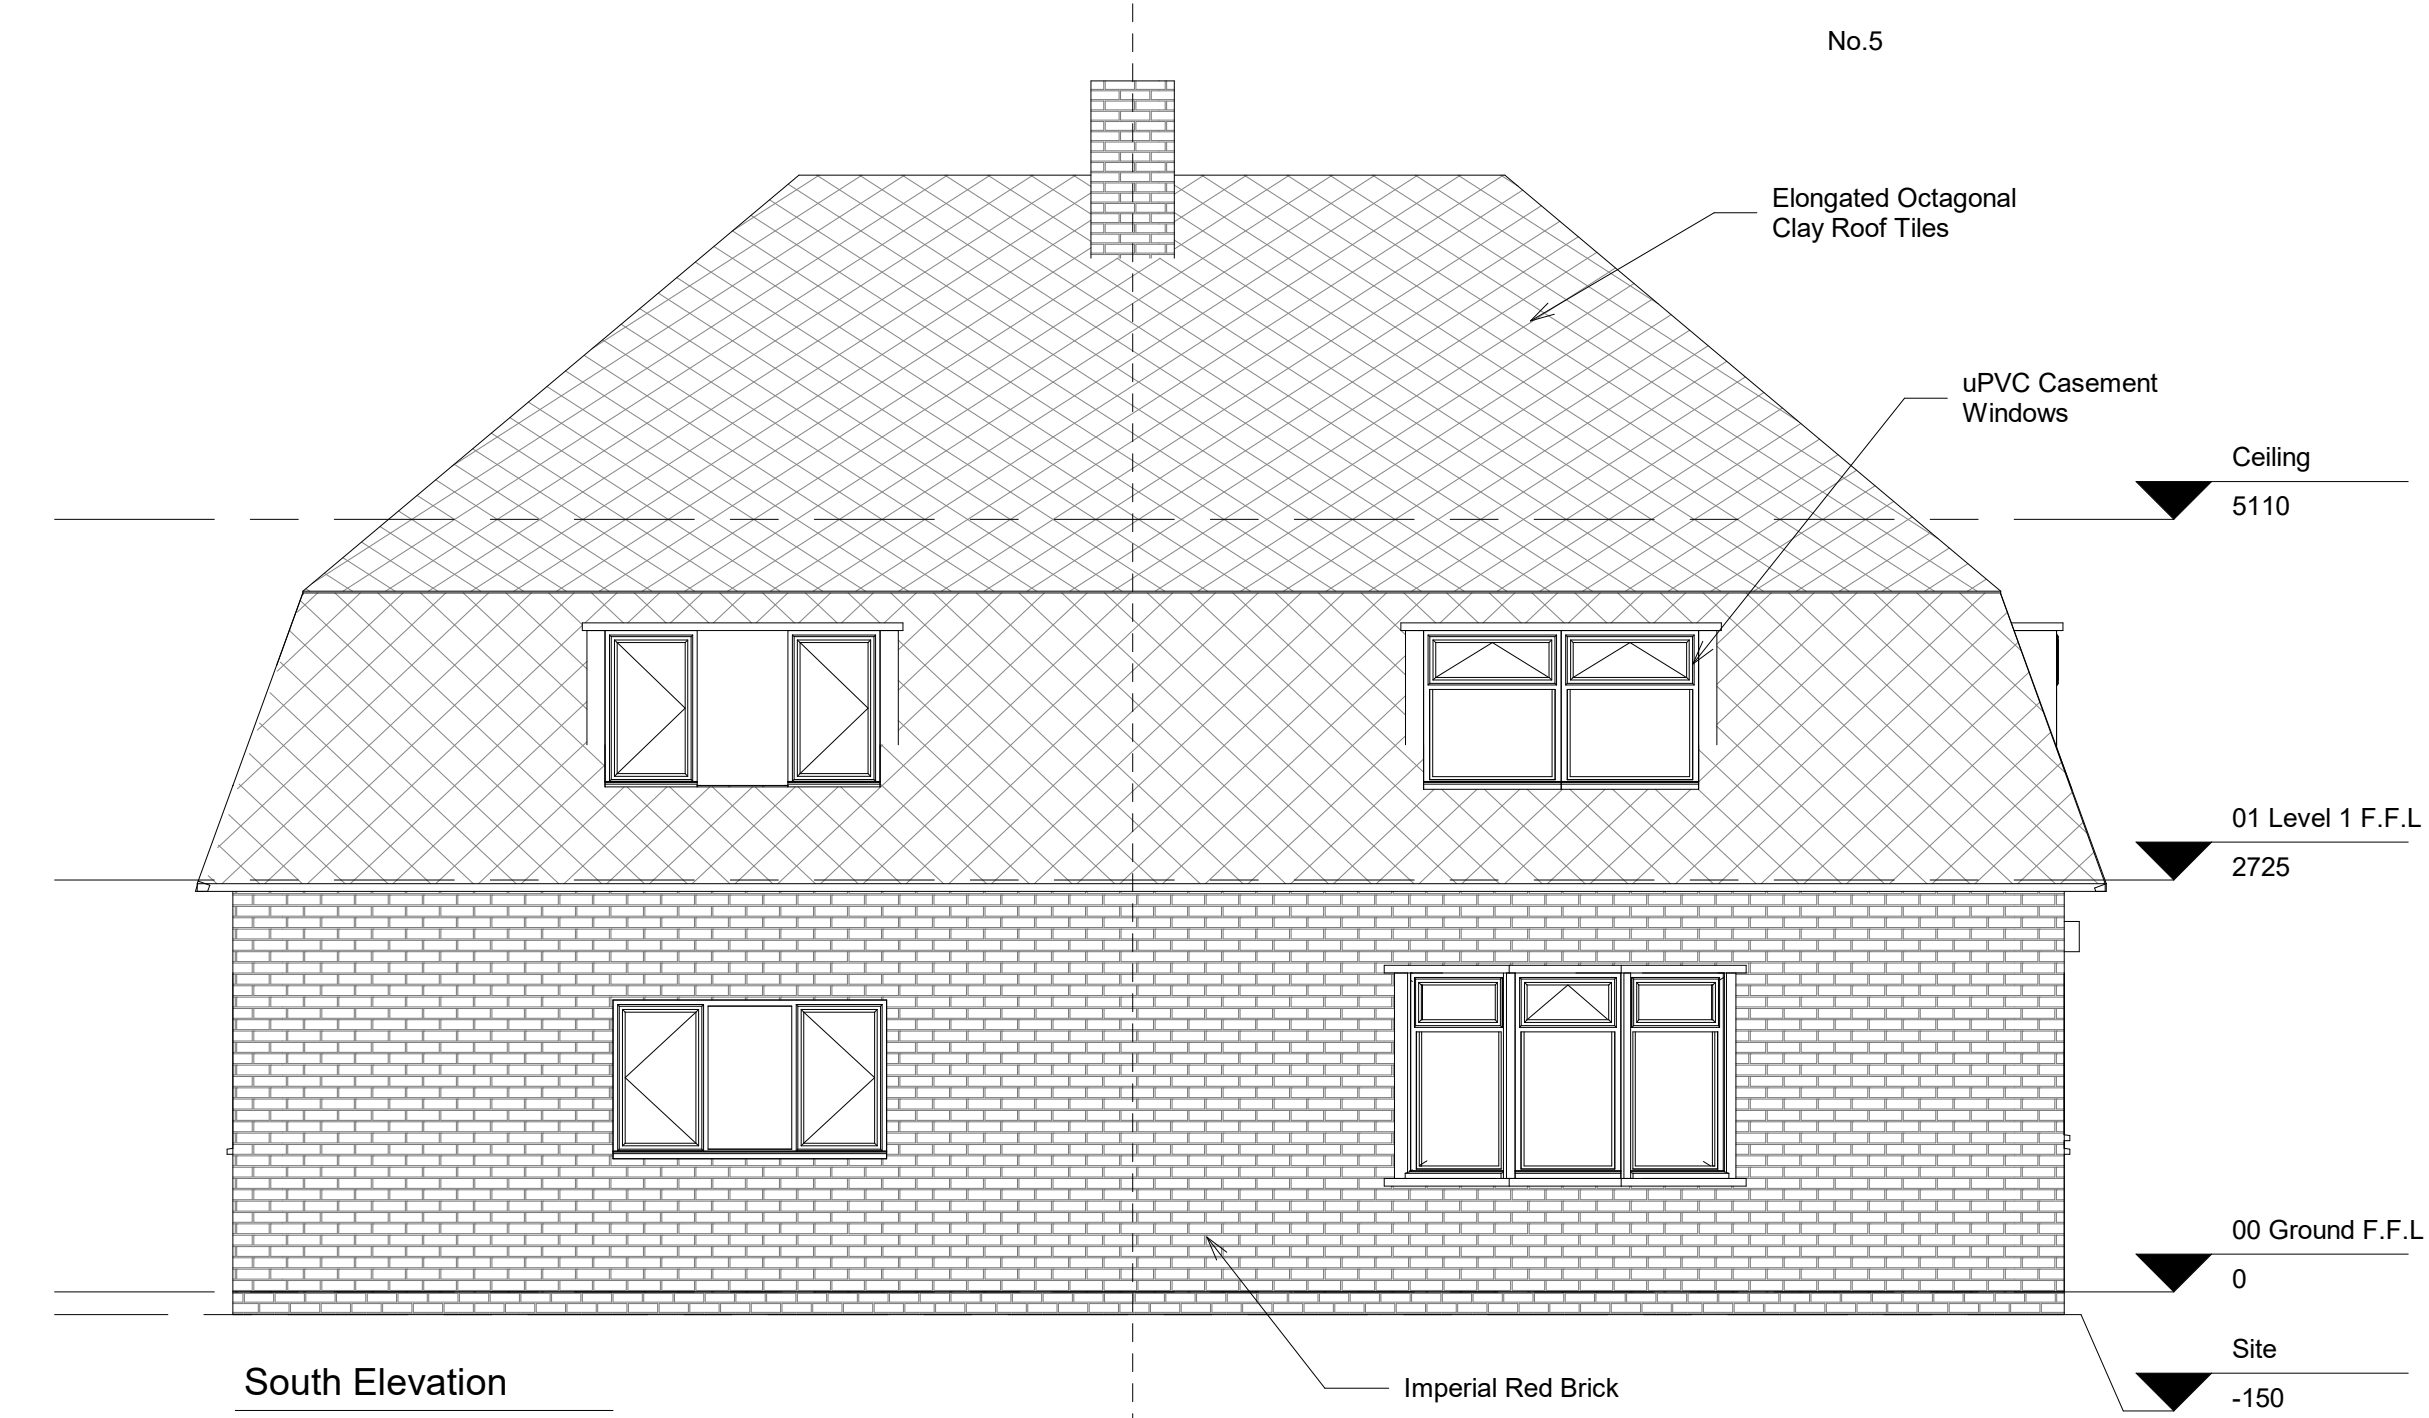 No.5
Elongated Octagonal
Clay Roof Tiles
uPVC Casement
Windows
Ceiling
5110
01 Level 1 F.F.L
2725
00 Ground F.F.L
0
Site
-150
South Elevation
Imperial Red Brick